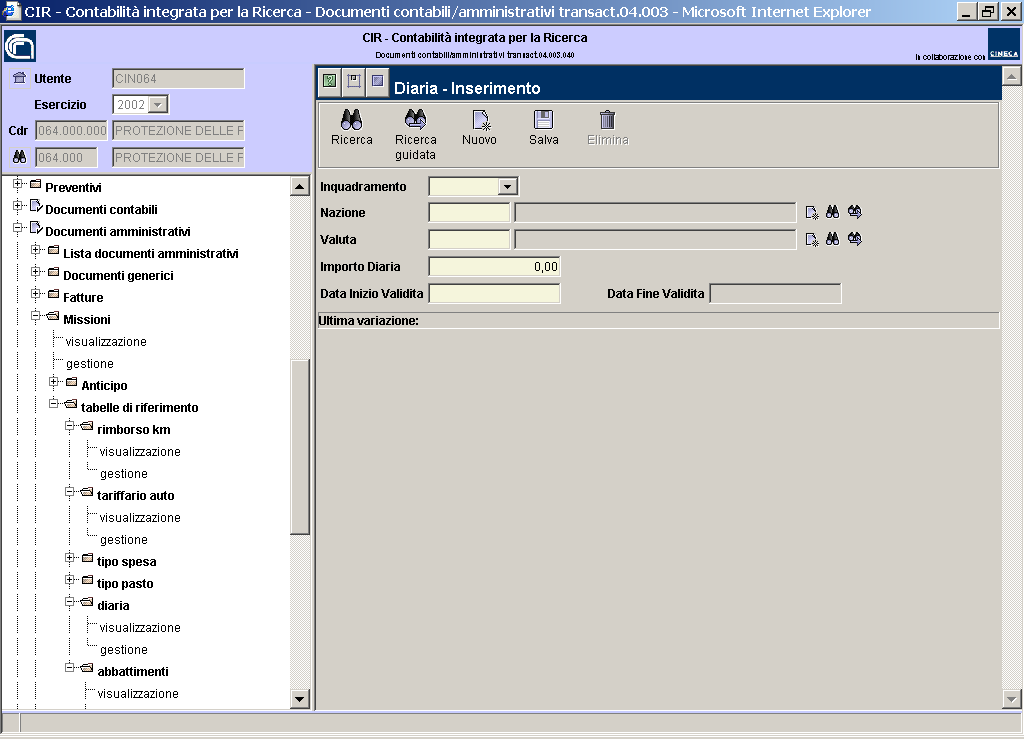 CIR - Contabilità integrata per la Ricerca - Documenti contabili/amministrativi transact.04.003 - Microsoft Internet Explorer
CIR - Contabilità integrata per la Ricerca
Documenti contabili/amministrativi transact.04.003.040
in collaborazione con
CINECA
Utente CIN064
Esercizio 2002
Cdr 064.000.000 PROTEZIONE DELLE F
064.000 PROTEZIONE DELLE F
Diaria - Inserimento
Ricerca
Ricerca guidata
Nuovo
Salva
Elimina
Preventivi
Documenti contabili
Documenti amministrativi
Lista documenti amministrativi
Documenti generici
Fatture
Missioni
visualizzazione
gestione
Anticipo
tabelle di riferimento
rimborso km
visualizzazione
gestione
tariffario auto
visualizzazione
gestione
tipo spesa
tipo pasto
diaria
visualizzazione
gestione
abbattimenti
visualizzazione
Inquadramento
Nazione
Valuta
Importo Diaria 0,00
Data Inizio Validita Data Fine Validita
Ultima variazione: